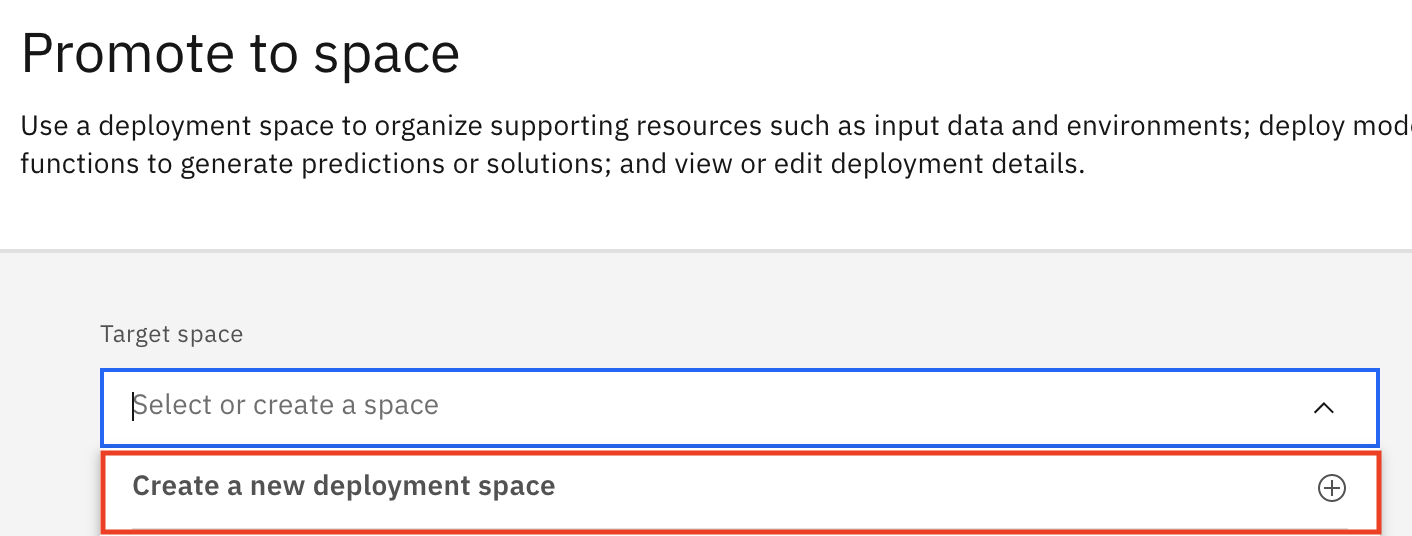 Promote to space
Use a deployment space to organize supporting resources such as input data and environments; deploy
functions to generate predictions or solutions; and view or edit deployment details.
Target space
Select or create a space
Create a new deployment space